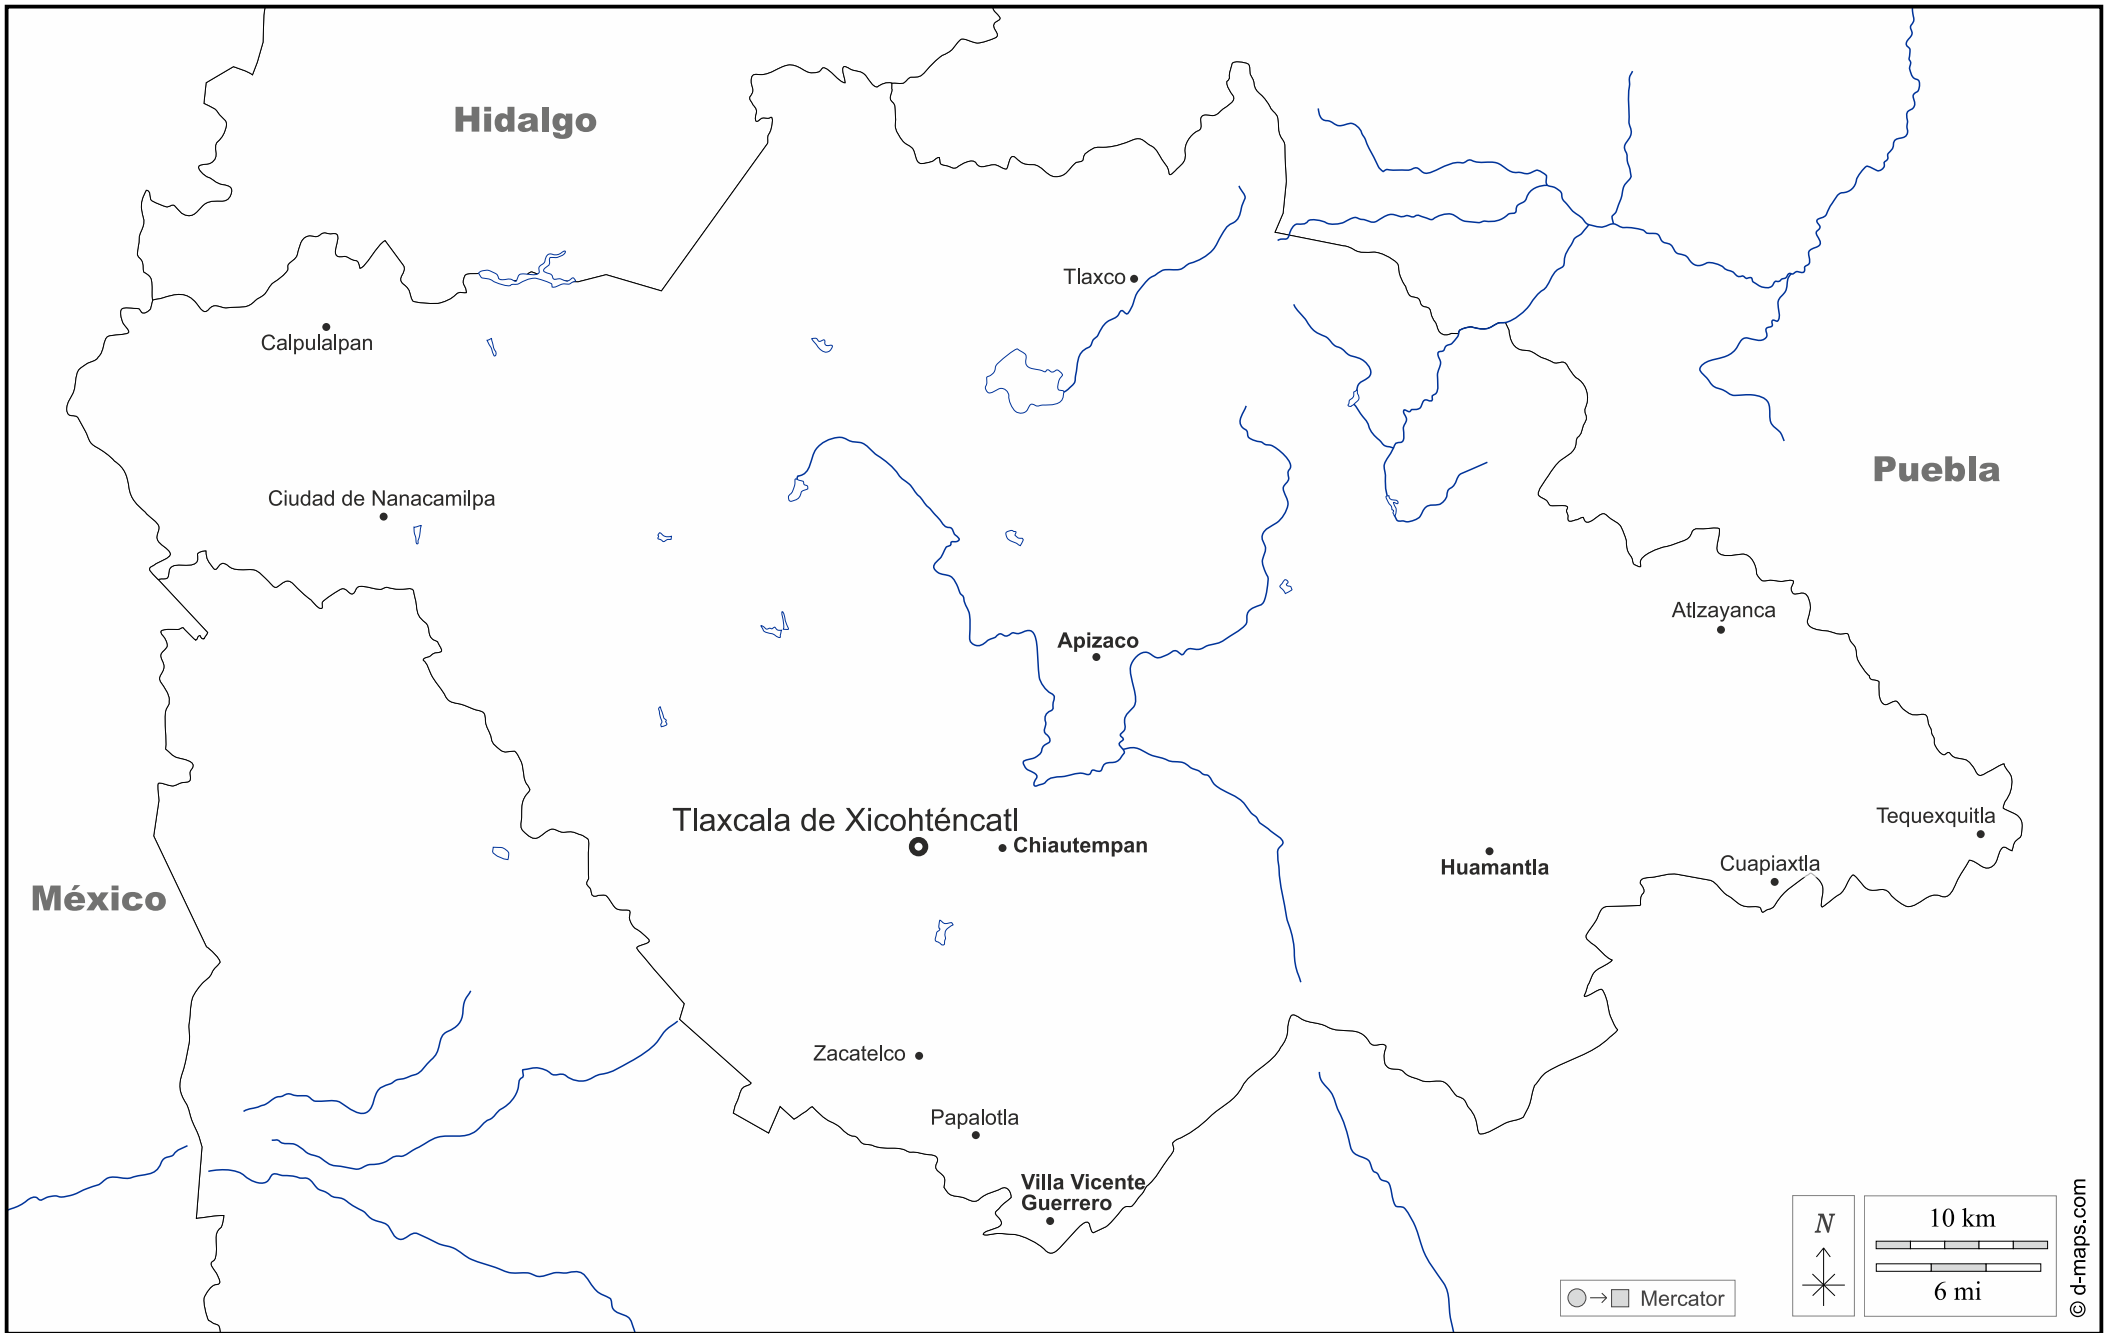 Hidalgo
Tlaxco
Calpulalpan
Puebla
Ciudad de Nanacamilpa
Atlzayanca
Apizaco
Tequexquitla
Tlaxcala de Xicohténcatl
Chiautempan
Cuapiaxtla
Huamantla
México
Zacatelco
Papalotla
Villa Vicente
Guerrero
N
10 km
6 mi
Mercator
© d-maps.com